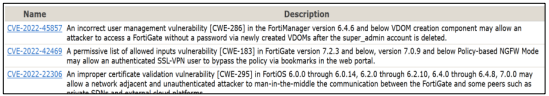 Name Description
CVE-2022-45857 An incorrect user management vulnerability [CWE-286] in the FortiManager version 6.4.6 and below VDOM creation component may allow an
attacker to access a FortiGate without a password via newly created VDOMs after the super_admin account is deleted.
CVE-2022-42469 A permissive list of allowed inputs vulnerability [CWE-183] in FortiGate version 7.2.3 and below, version 7.0.9 and below Policy-based NGFW Mode
may allow an authenticated SSL-VPN user to bypass the policy via bookmarks in the web portal.
CVE-2022-22306 An improper certificate validation vulnerability [CWE-295] in FortiOS 6.0.0 through 6.0.14, 6.2.0 through 6.2.10, 6.4.0 through 6.4.8, 7.0.0 may
allow a network adjacent and unauthenticated attacker to man-in-the-middle the communication between the FortiGate and some peers such as
private SDNs and external cloud platforms.